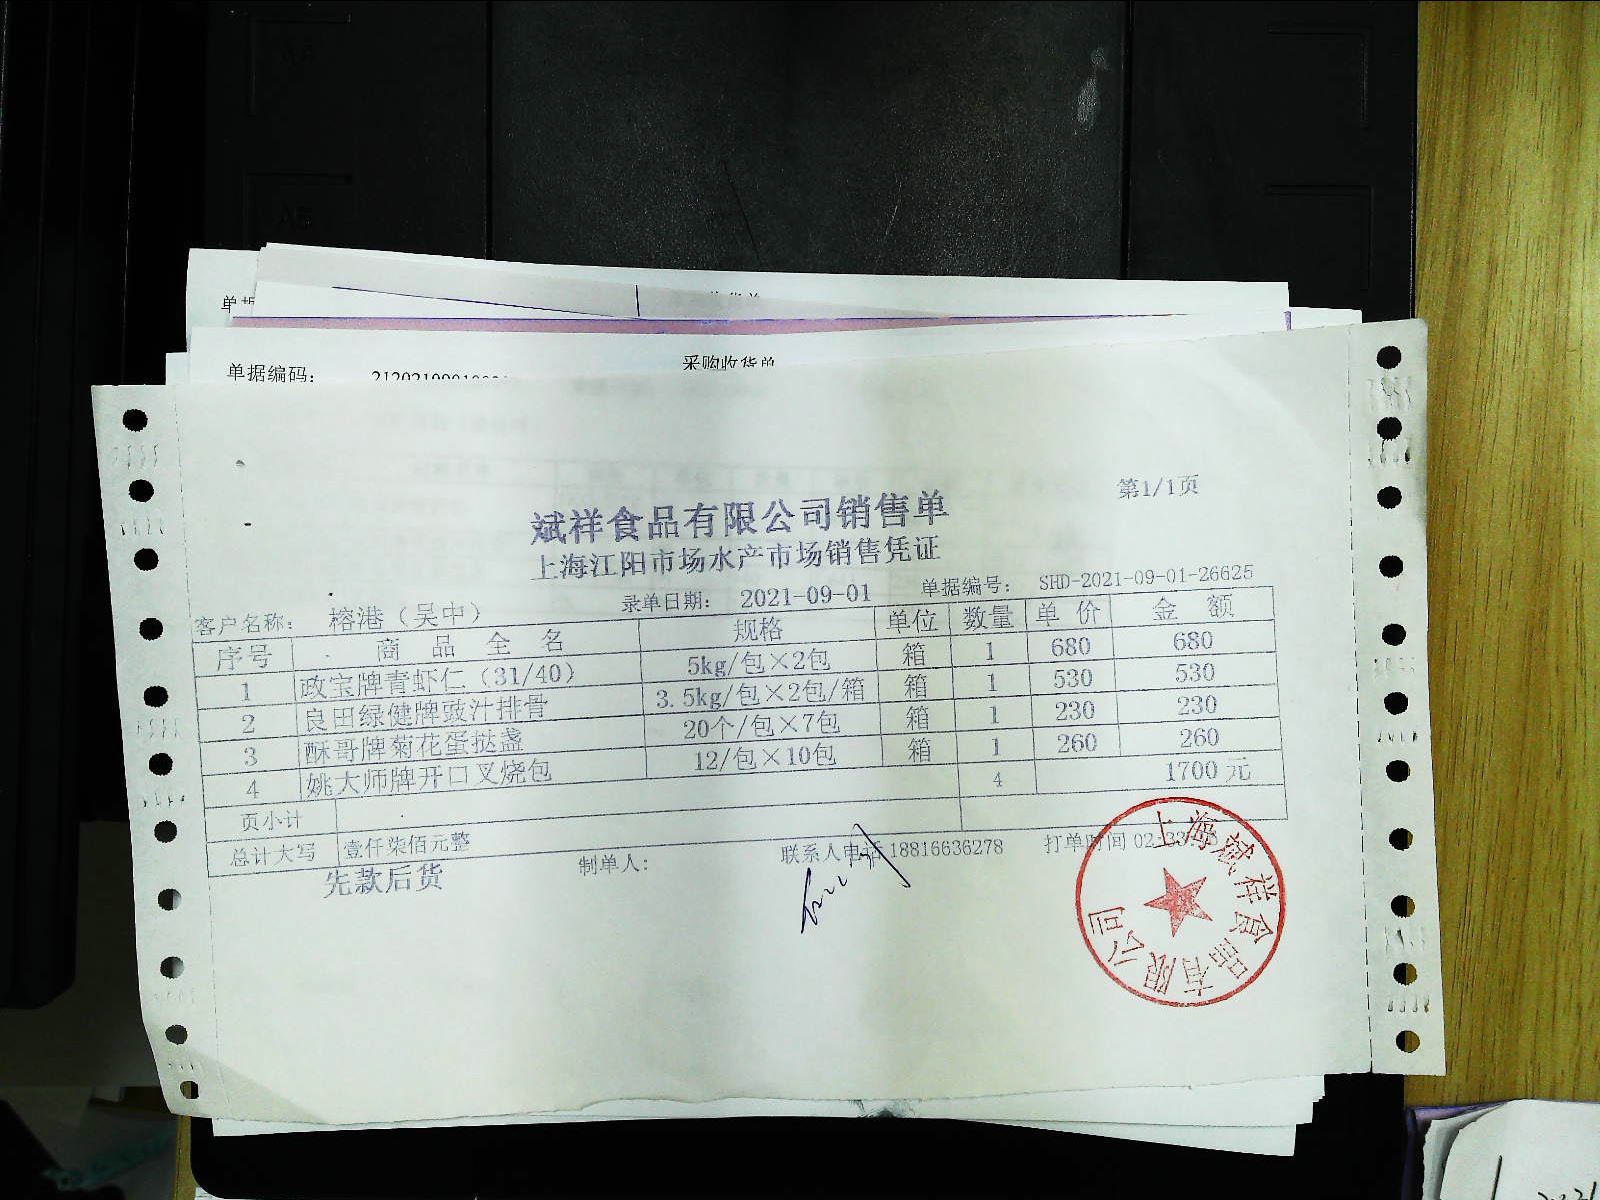 采购收货单
单据编码：
第1/1页
斌祥食品有限公司销售单
上海江阳市场水产市场销售凭证
客户名称： 榕港（吴中） 录单日期： 2021-09-01 单据编号： SHD-2021-09-01-26625
序号 商品全名 规格 单位 数量 单价 金额
1 政宝牌青虾仁（31/40） 5kg/包×2包 箱 1 680 680
2 良田绿健牌豉汁排骨 3.5kg/包×2包/箱 箱 1 530 530
3 酥哥牌菊花蛋挞盏 20个/包×7包 箱 1 230 230
4 姚大师牌开口叉烧包 12/包×10包 箱 1 260 260
页小计 4 1700元
总计大写 壹仟柒佰元整
先款后货 制单人: 联系人电话 18816636278 打单时间 02:33
上海斌祥食品有限公司